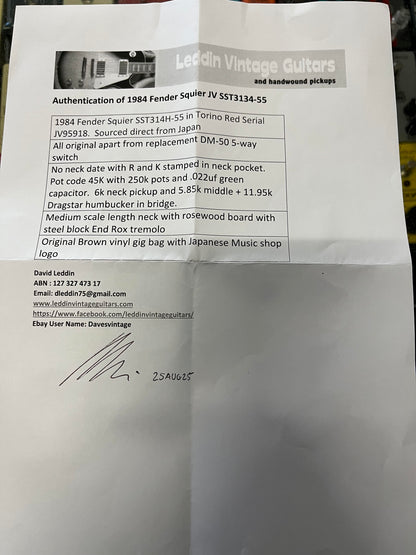 Leddin Vintage Guitars
and handwound pickups
Authentication of 1984 Fender Squier JV SST3134-55
1984 Fender Squier SST314H-55 in Torino Red Serial
JV95918.  Sourced direct from Japan
All original apart from replacement DM-50 5-way
switch
No neck date with R and K stamped in neck pocket.
Pot code 45K with 250k pots and .022uf green
capacitor.  6k neck pickup and 5.85k middle + 11.95k
Dragstar humbucker in bridge.
Medium scale length neck with rosewood board with
steel block End Rox tremolo
Original Brown vinyl gig bag with Japanese Music shop
logo
David Leddin
ABN : 127 327 473 17
Email: dleddin75@gmail.com
www.leddinvintageguitars.com
https://www.facebook.com/leddinvintageguitars/
Ebay User Name: Davesvintage
25AUG25